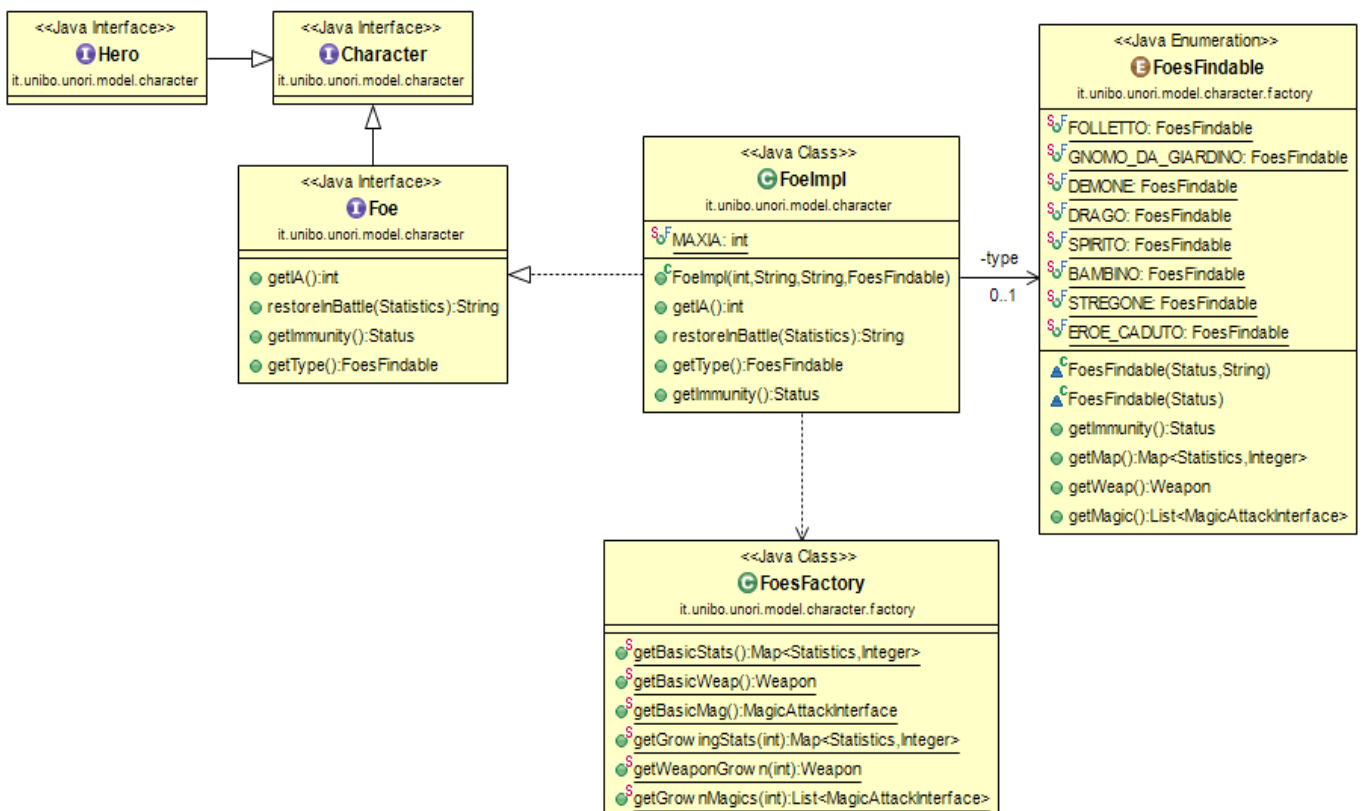 <<Java Interface>>
I Hero
it.unibo.unori.model.character
<<Java Interface>>
I Character
it.unibo.unori.model.character
<<Java Interface>>
I Foe
it.unibo.unori.model.character
getIA():int
restoreInBattle(Statistics):String
getImmunity():Status
getType():FoesFindable
<<Java Class>>
C FoeImpl
it.unibo.unori.model.character
S F MAXIA: int
C FoeImpl(int,String,String,FoesFindable)
getIA():int
restoreInBattle(Statistics):String
getType():FoesFindable
getImmunity():Status
-type
0..1
<<Java Enumeration>>
E FoesFindable
it.unibo.unori.model.character.factory
S F FOLLETTO: FoesFindable
S F GNOMO_DA_GIARDINO: FoesFindable
S F DEMONE: FoesFindable
S F DRAGO: FoesFindable
S F SPIRITO: FoesFindable
S F BAMBINO: FoesFindable
S F STREGONE: FoesFindable
S F EROE_CADUTO: FoesFindable
C FoesFindable(Status,String)
C FoesFindable(Status)
getImmunity():Status
getMap():Map<Statistics,Integer>
getWeap():Weapon
getMagic():List<MagicAttackInterface>
<<Java Class>>
C FoesFactory
it.unibo.unori.model.character.factory
S getBasicStats():Map<Statistics,Integer>
S getBasicWeap():Weapon
S getBasicMag():MagicAttackInterface
S getGrowingStats(int):Map<Statistics,Integer>
S getWeaponGrown(int):Weapon
S getGrownMagics(int):List<MagicAttackInterface>